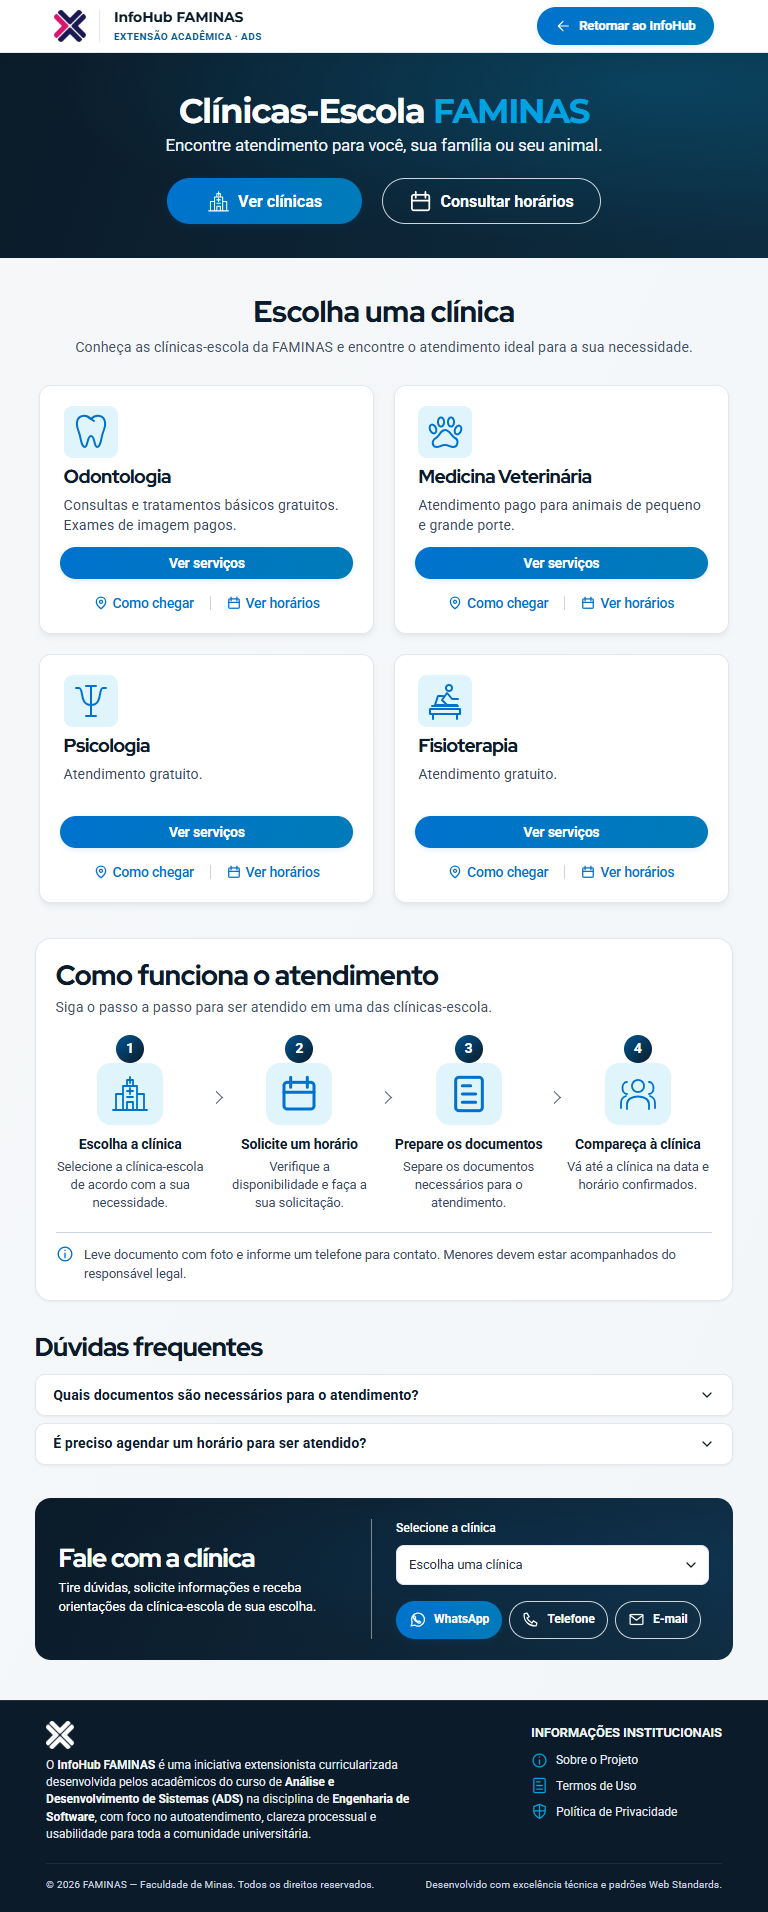 InfoHub FAMINAS
EXTENSÃO ACADÊMICA · ADS
Retornar ao InfoHub
Clínicas-Escola FAMINAS
Encontre atendimento para você, sua família ou seu animal.
Ver clínicas
Consultar horários
Escolha uma clínica
Conheça as clínicas-escola da FAMINAS e encontre o atendimento ideal para a sua necessidade.
Odontologia
Consultas e tratamentos básicos gratuitos.
Exames de imagem pagos.
Ver serviços
Como chegar
Ver horários
Medicina Veterinária
Atendimento pago para animais de pequeno
e grande porte.
Ver serviços
Como chegar
Ver horários
Psicologia
Atendimento gratuito.
Ver serviços
Como chegar
Ver horários
Fisioterapia
Atendimento gratuito.
Ver serviços
Como chegar
Ver horários
Como funciona o atendimento
Siga o passo a passo para ser atendido em uma das clínicas-escola.
1
Escolha a clínica
Selecione a clínica-escola
de acordo com a sua
necessidade.
2
Solicite um horário
Verifique a
disponibilidade e faça a
sua solicitação.
3
Prepare os documentos
Separe os documentos
necessários para o
atendimento.
4
Compareça à clínica
Vá até a clínica na data e
horário confirmados.
Leve documento com foto e informe um telefone para contato. Menores devem estar acompanhados do
responsável legal.
Dúvidas frequentes
Quais documentos são necessários para o atendimento?
É preciso agendar um horário para ser atendido?
Fale com a clínica
Tire dúvidas, solicite informações e receba
orientações da clínica-escola de sua escolha.
Selecione a clínica
Escolha uma clínica
WhatsApp
Telefone
E-mail
O InfoHub FAMINAS é uma iniciativa extensionista curricularizada
desenvolvida pelos acadêmicos do curso de Análise e
Desenvolvimento de Sistemas (ADS) na disciplina de Engenharia de
Software, com foco no autoatendimento, clareza processual e
usabilidade para toda a comunidade universitária.
INFORMAÇÕES INSTITUCIONAIS
Sobre o Projeto
Termos de Uso
Política de Privacidade
© 2026 FAMINAS — Faculdade de Minas. Todos os direitos reservados.
Desenvolvido com excelência técnica e padrões Web Standards.